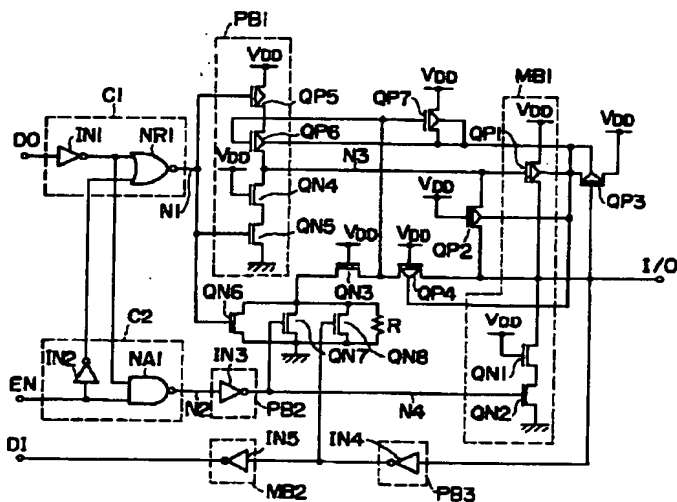 PB1
VDD
VDD
VDD
MB1
C1
QP5
QP7
QP1
VDD
DO
IN1
NR1
QP6
VDD
N3
QP3
N1
QN4
VDD
QP2
QN5
VDD
VDD
I/O
QN6
QN3
QP4
C2
R
VDD
IN2
NA1
IN3
QN7
QN8
QN1
EN
N2
PB2
N4
QN2
DI
IN5
IN4
MB2
PB3